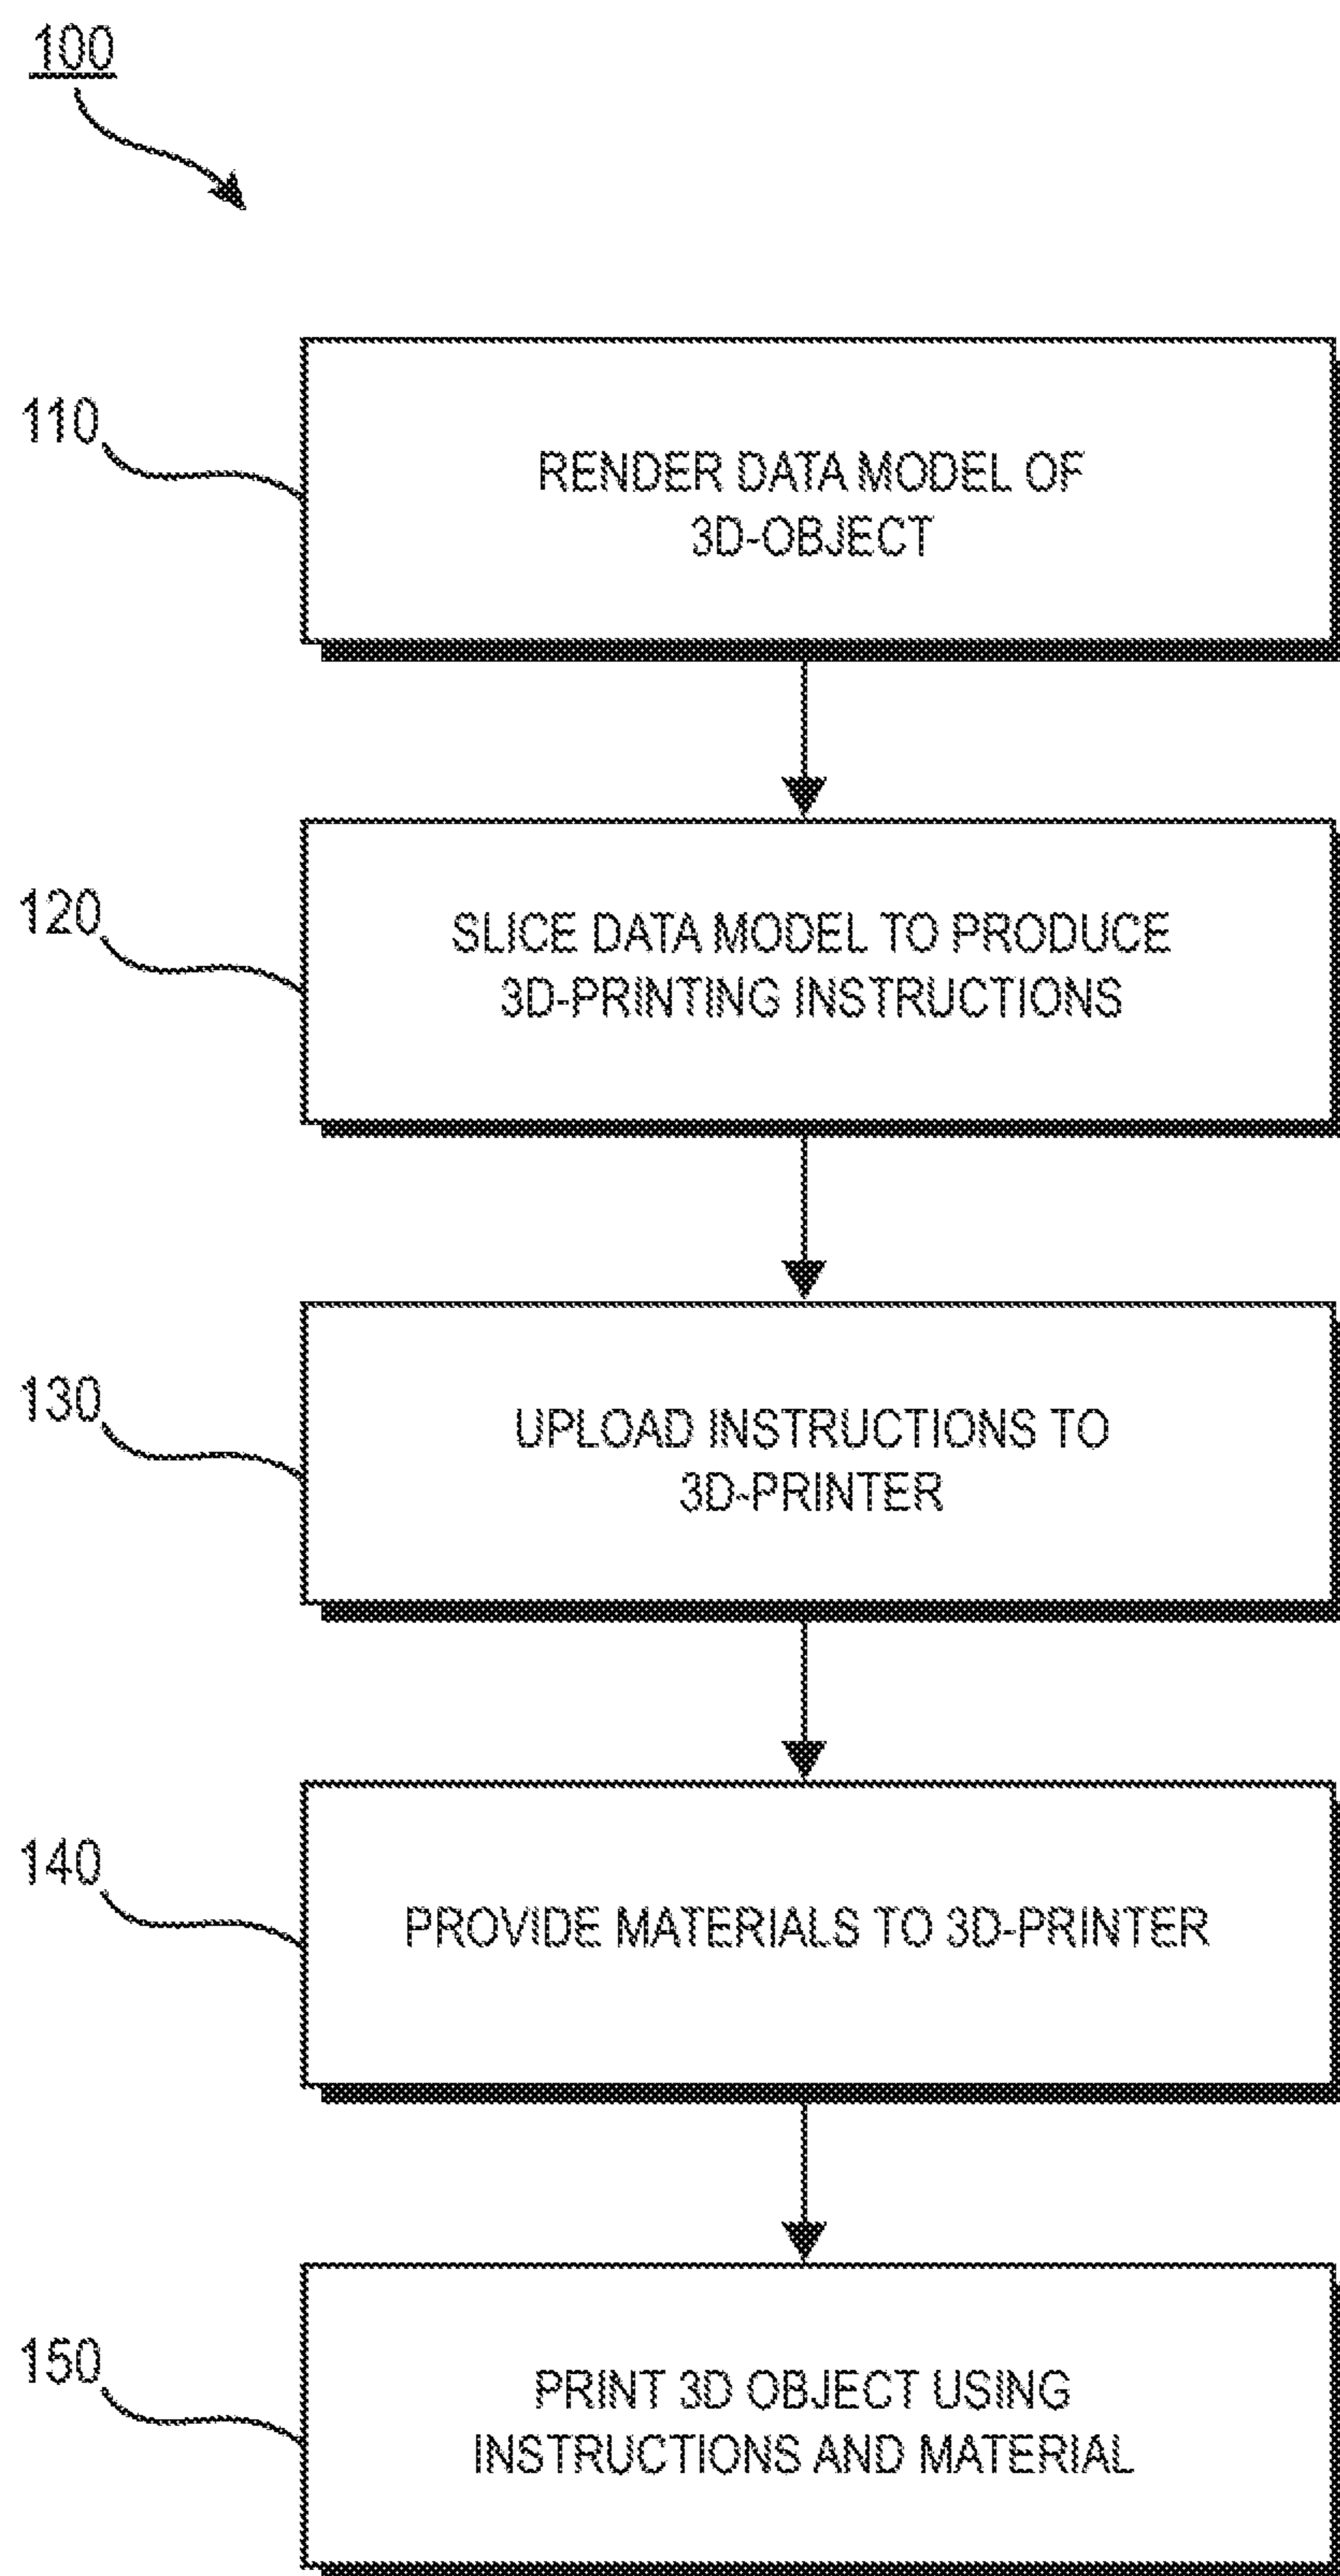 100
110
RENDER DATA MODEL OF
3D-OBJECT
120
SLICE DATA MODEL TO PRODUCE
3D-PRINTING INSTRUCTIONS
130
UPLOAD INSTRUCTIONS TO
3D-PRINTER
140
PROVIDE MATERIALS TO 3D-PRINTER
150
PRINT 3D OBJECT USING
INSTRUCTIONS AND MATERIAL